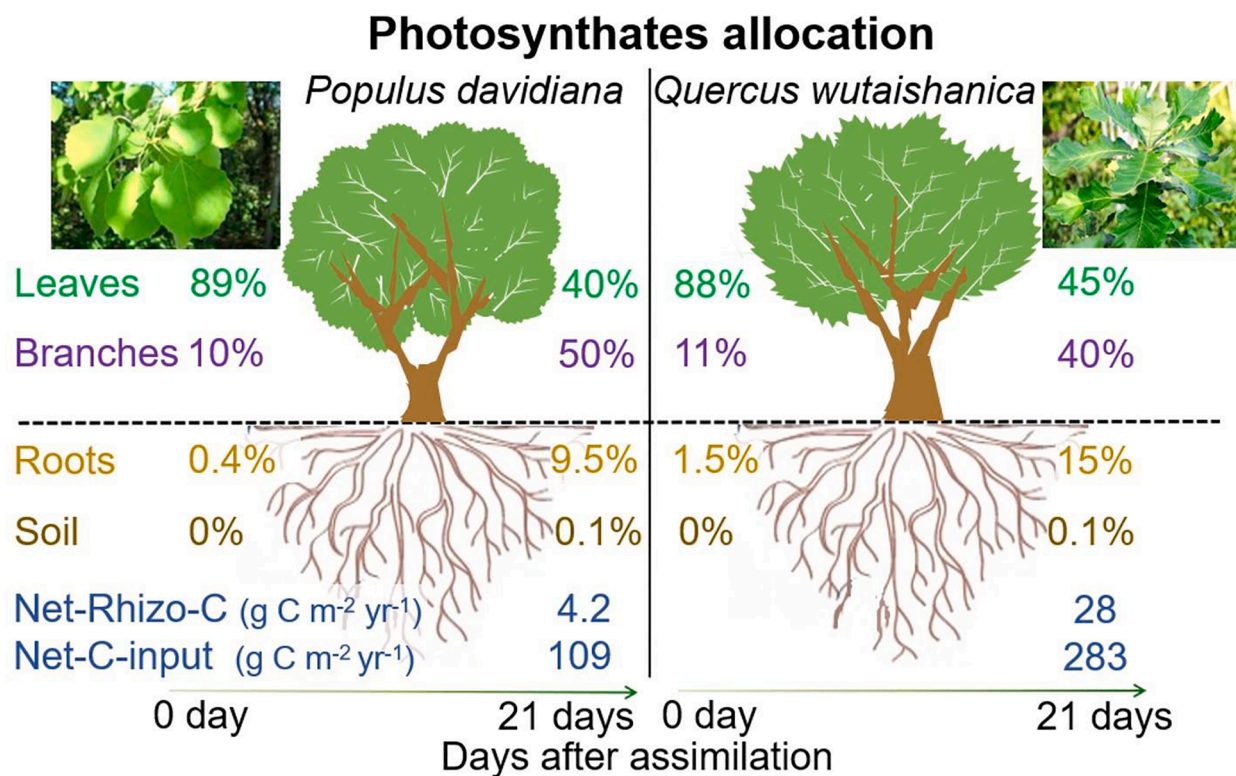 Photosynthates allocation
Populus davidiana Quercus wutaishanica
Leaves 89% 40% 88% 45%
Branches 10% 50% 11% 40%
Roots 0.4% 9.5% 1.5% 15%
Soil 0% 0.1% 0% 0.1%
Net-Rhizo-C (g C m⁻² yr⁻¹) 4.2 28
Net-C-input (g C m⁻² yr⁻¹) 109 283
0 day 21 days 0 day 21 days
Days after assimilation